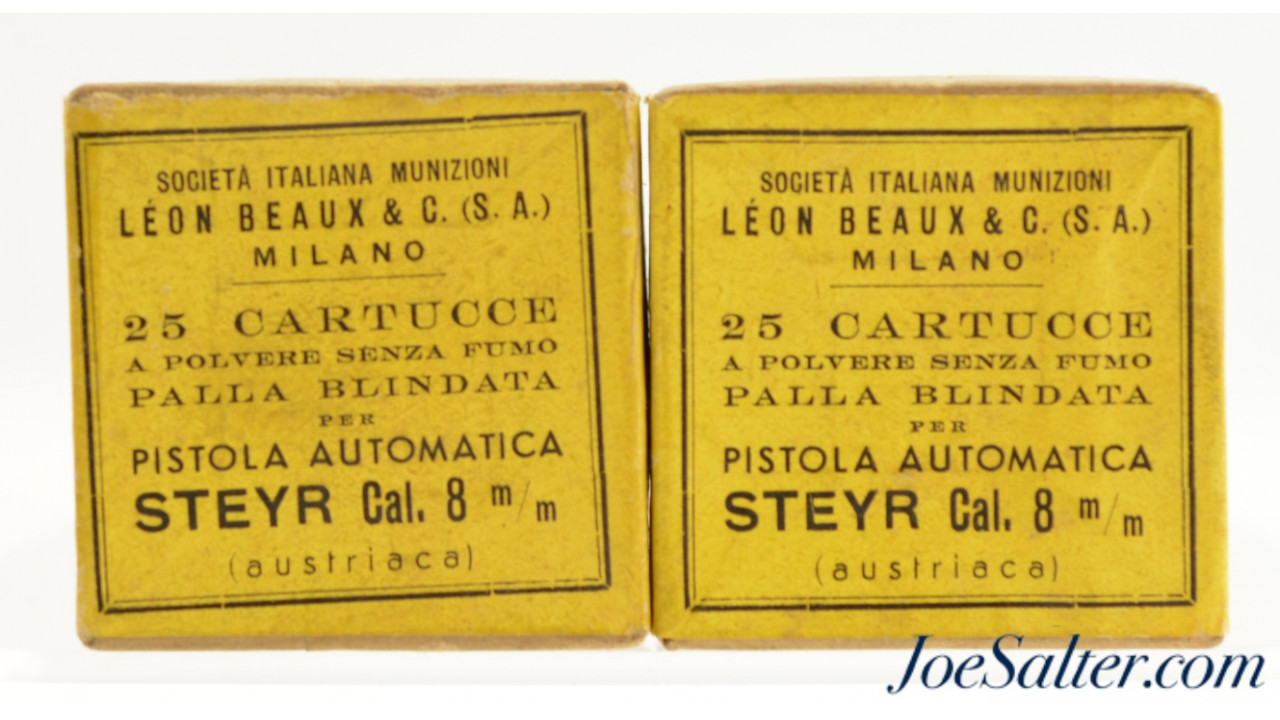 SOCIETÀ ITALIANA MUNIZIONI
LÉON BEAUX & C. (S. A.)
MILANO
25 CARTUCCE
A POLVERE SENZA FUMO
PALLA BLINDATA
PER
PISTOLA AUTOMATICA
STEYR Cal. 8 m/m
(austriaca)
SOCIETÀ ITALIANA MUNIZIONI
LÉON BEAUX & C. (S. A.)
MILANO
25 CARTUCCE
A POLVERE SENZA FUMO
PALLA BLINDATA
PER
PISTOLA AUTOMATICA
STEYR Cal. 8 m/m
(austriaca)
JoeSalter.com